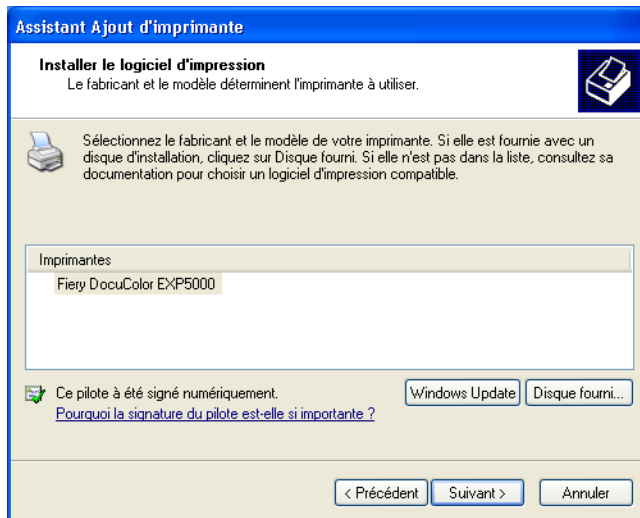 Assistant Ajout d'imprimante
Installer le logiciel d'impression
Le fabricant et le modèle déterminent l'imprimante à utiliser.
Sélectionnez le fabricant et le modèle de votre imprimante. Si elle est fournie avec un
disque d'installation, cliquez sur Disque fourni. Si elle n'est pas dans la liste, consultez sa
documentation pour choisir un logiciel d'impression compatible.
Imprimantes
Fiery DocuColor EXP5000
Ce pilote à été signé numériquement.
Windows Update
Disque fourni...
Pourquoi la signature du pilote est-elle si importante ?
< Précédent
Suivant >
Annuler